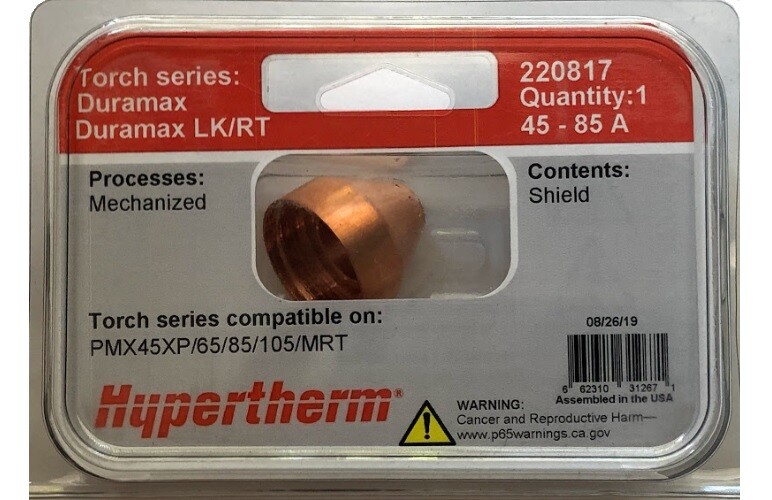 Torch series:
Duramax
Duramax LK/RT
220817
Quantity:1
45 - 85 A
Processes:
Mechanized
Contents:
Shield
Torch series compatible on:
PMX45XP/65/85/105/MRT
08/26/19
6 62310 31267 1
Assembled in the USA
Hypertherm®
WARNING:
Cancer and Reproductive Harm—
www.p65warnings.ca.gov